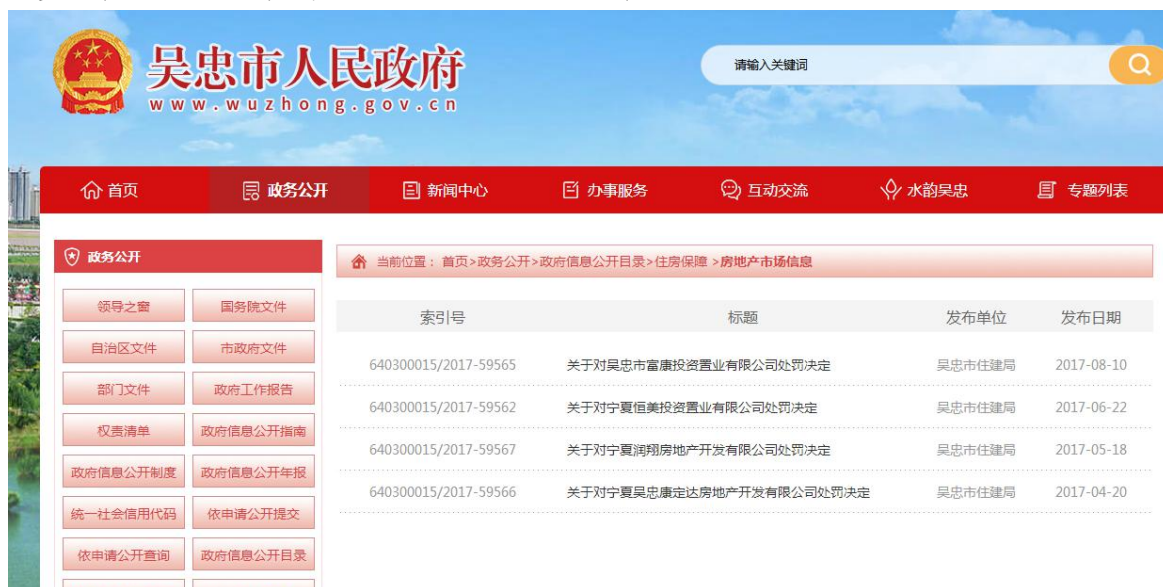 吴忠市人民政府
www.wuzhong.gov.cn
请输入关键词
首页 政务公开 新闻中心 办事服务 互动交流 水韵吴忠 专题列表
政务公开
当前位置： 首页>政务公开>政府信息公开目录>住房保障 >房地产市场信息
领导之窗 国务院文件
自治区文件 市政府文件
部门文件 政府工作报告
权责清单 政府信息公开指南
政府信息公开制度 政府信息公开年报
统一社会信用代码 依申请公开提交
依申请公开查询 政府信息公开目录
索引号 标题 发布单位 发布日期
640300015/2017-59565 关于对吴忠市富康投资置业有限公司处罚决定 吴忠市住建局 2017-08-10
640300015/2017-59562 关于对宁夏恒美投资置业有限公司处罚决定 吴忠市住建局 2017-06-22
640300015/2017-59567 关于对宁夏润翔房地产开发有限公司处罚决定 吴忠市住建局 2017-05-18
640300015/2017-59566 关于对宁夏吴忠康定达房地产开发有限公司处罚决定 吴忠市住建局 2017-04-20